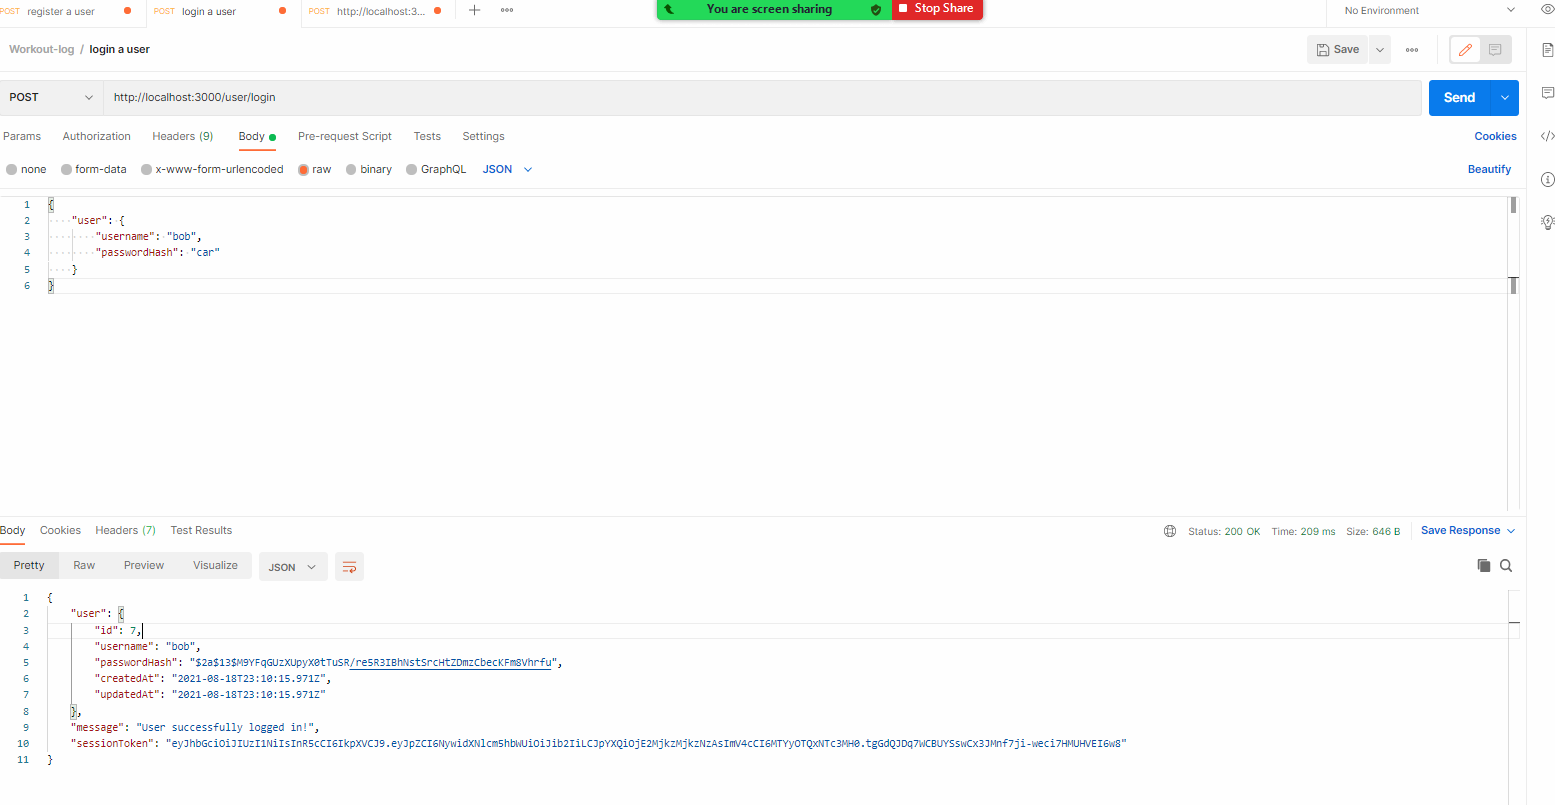 POST register a user POST login a user POST http://localhost:3... You are screen sharing Stop Share No Environment
Workout-log / login a user Save
POST http://localhost:3000/user/login Send
Params Authorization Headers (9) Body Pre-request Script Tests Settings Cookies
none form-data x-www-form-urlencoded raw binary GraphQL JSON Beautify
1 {
2 "user": {
3 "username": "bob",
4 "passwordHash": "car"
5 }
6 }
Body Cookies Headers (7) Test Results Status: 200 OK Time: 209 ms Size: 646 B Save Response
Pretty Raw Preview Visualize JSON
1 {
2 "user": {
3 "id": 7,
4 "username": "bob",
5 "passwordHash": "$2a$13$M9YFqGUzXUpyX0tTuSR/re5R3IBhNstSrcHtZDmzCbecKFm8Vhrfu",
6 "createdAt": "2021-08-18T23:10:15.971Z",
7 "updatedAt": "2021-08-18T23:10:15.971Z"
8 },
9 "message": "User successfully logged in!",
10 "sessionToken": "eyJhbGciOiJIUzI1NiIsInR5cCI6IkpXVCJ9.eyJpZCI6NywidXNlcm5hbWUiOiJib2IiLCJpYXQiOjE2MjkzMjkzNzAsImV4cCI6MTYyOTQxNTc3MH0.tgGdQJDq7WCBUYSswCx3JMnf7ji-weci7HMUHVEI6w8"
11 }